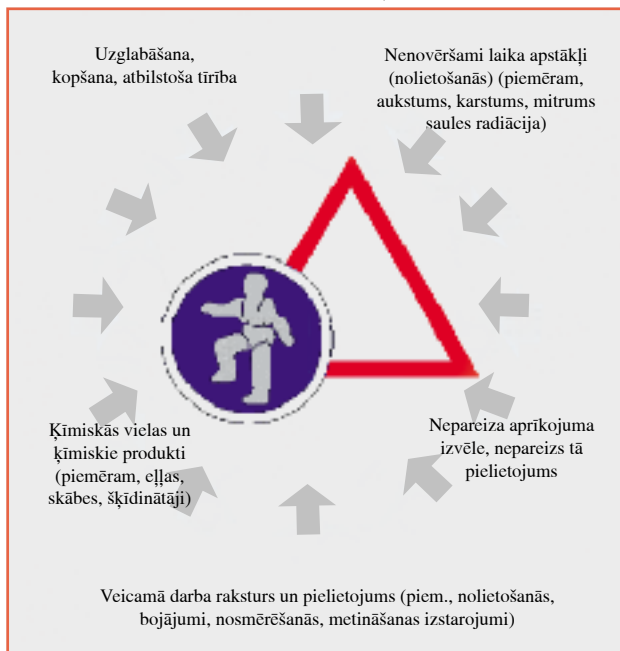 Uzglabāšana,
kopšana, atbilstoša tīrība
Nenovēršami laika apstākļi
(nolietošanās) (piemēram,
aukstums, karstums, mitrums
saules radiācija)
Ķīmiskās vielas un
ķīmiskie produkti
(piemēram, eļļas,
skābes, šķīdinātāji)
Nepareiza aprīkojuma
izvēle, nepareizs tā
pielietojums
Veicamā darba raksturs un pielietojums (piem., nolietošanās,
bojājumi, nosmērēšanās, metināšanas izstarojumi)